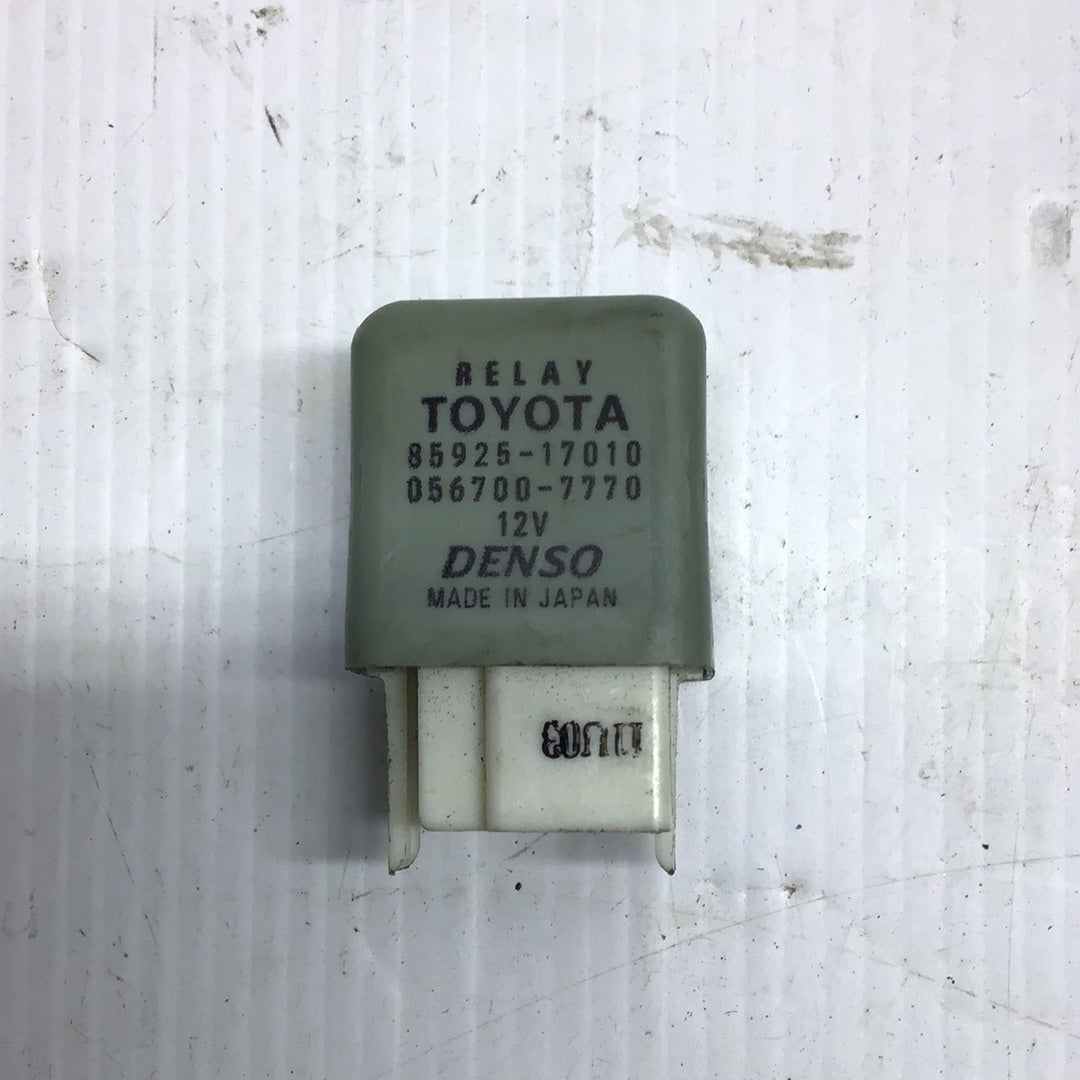 RELAY
TOYOTA
85925-17010
056700-7770
12V
DENSO
MADE IN JAPAN